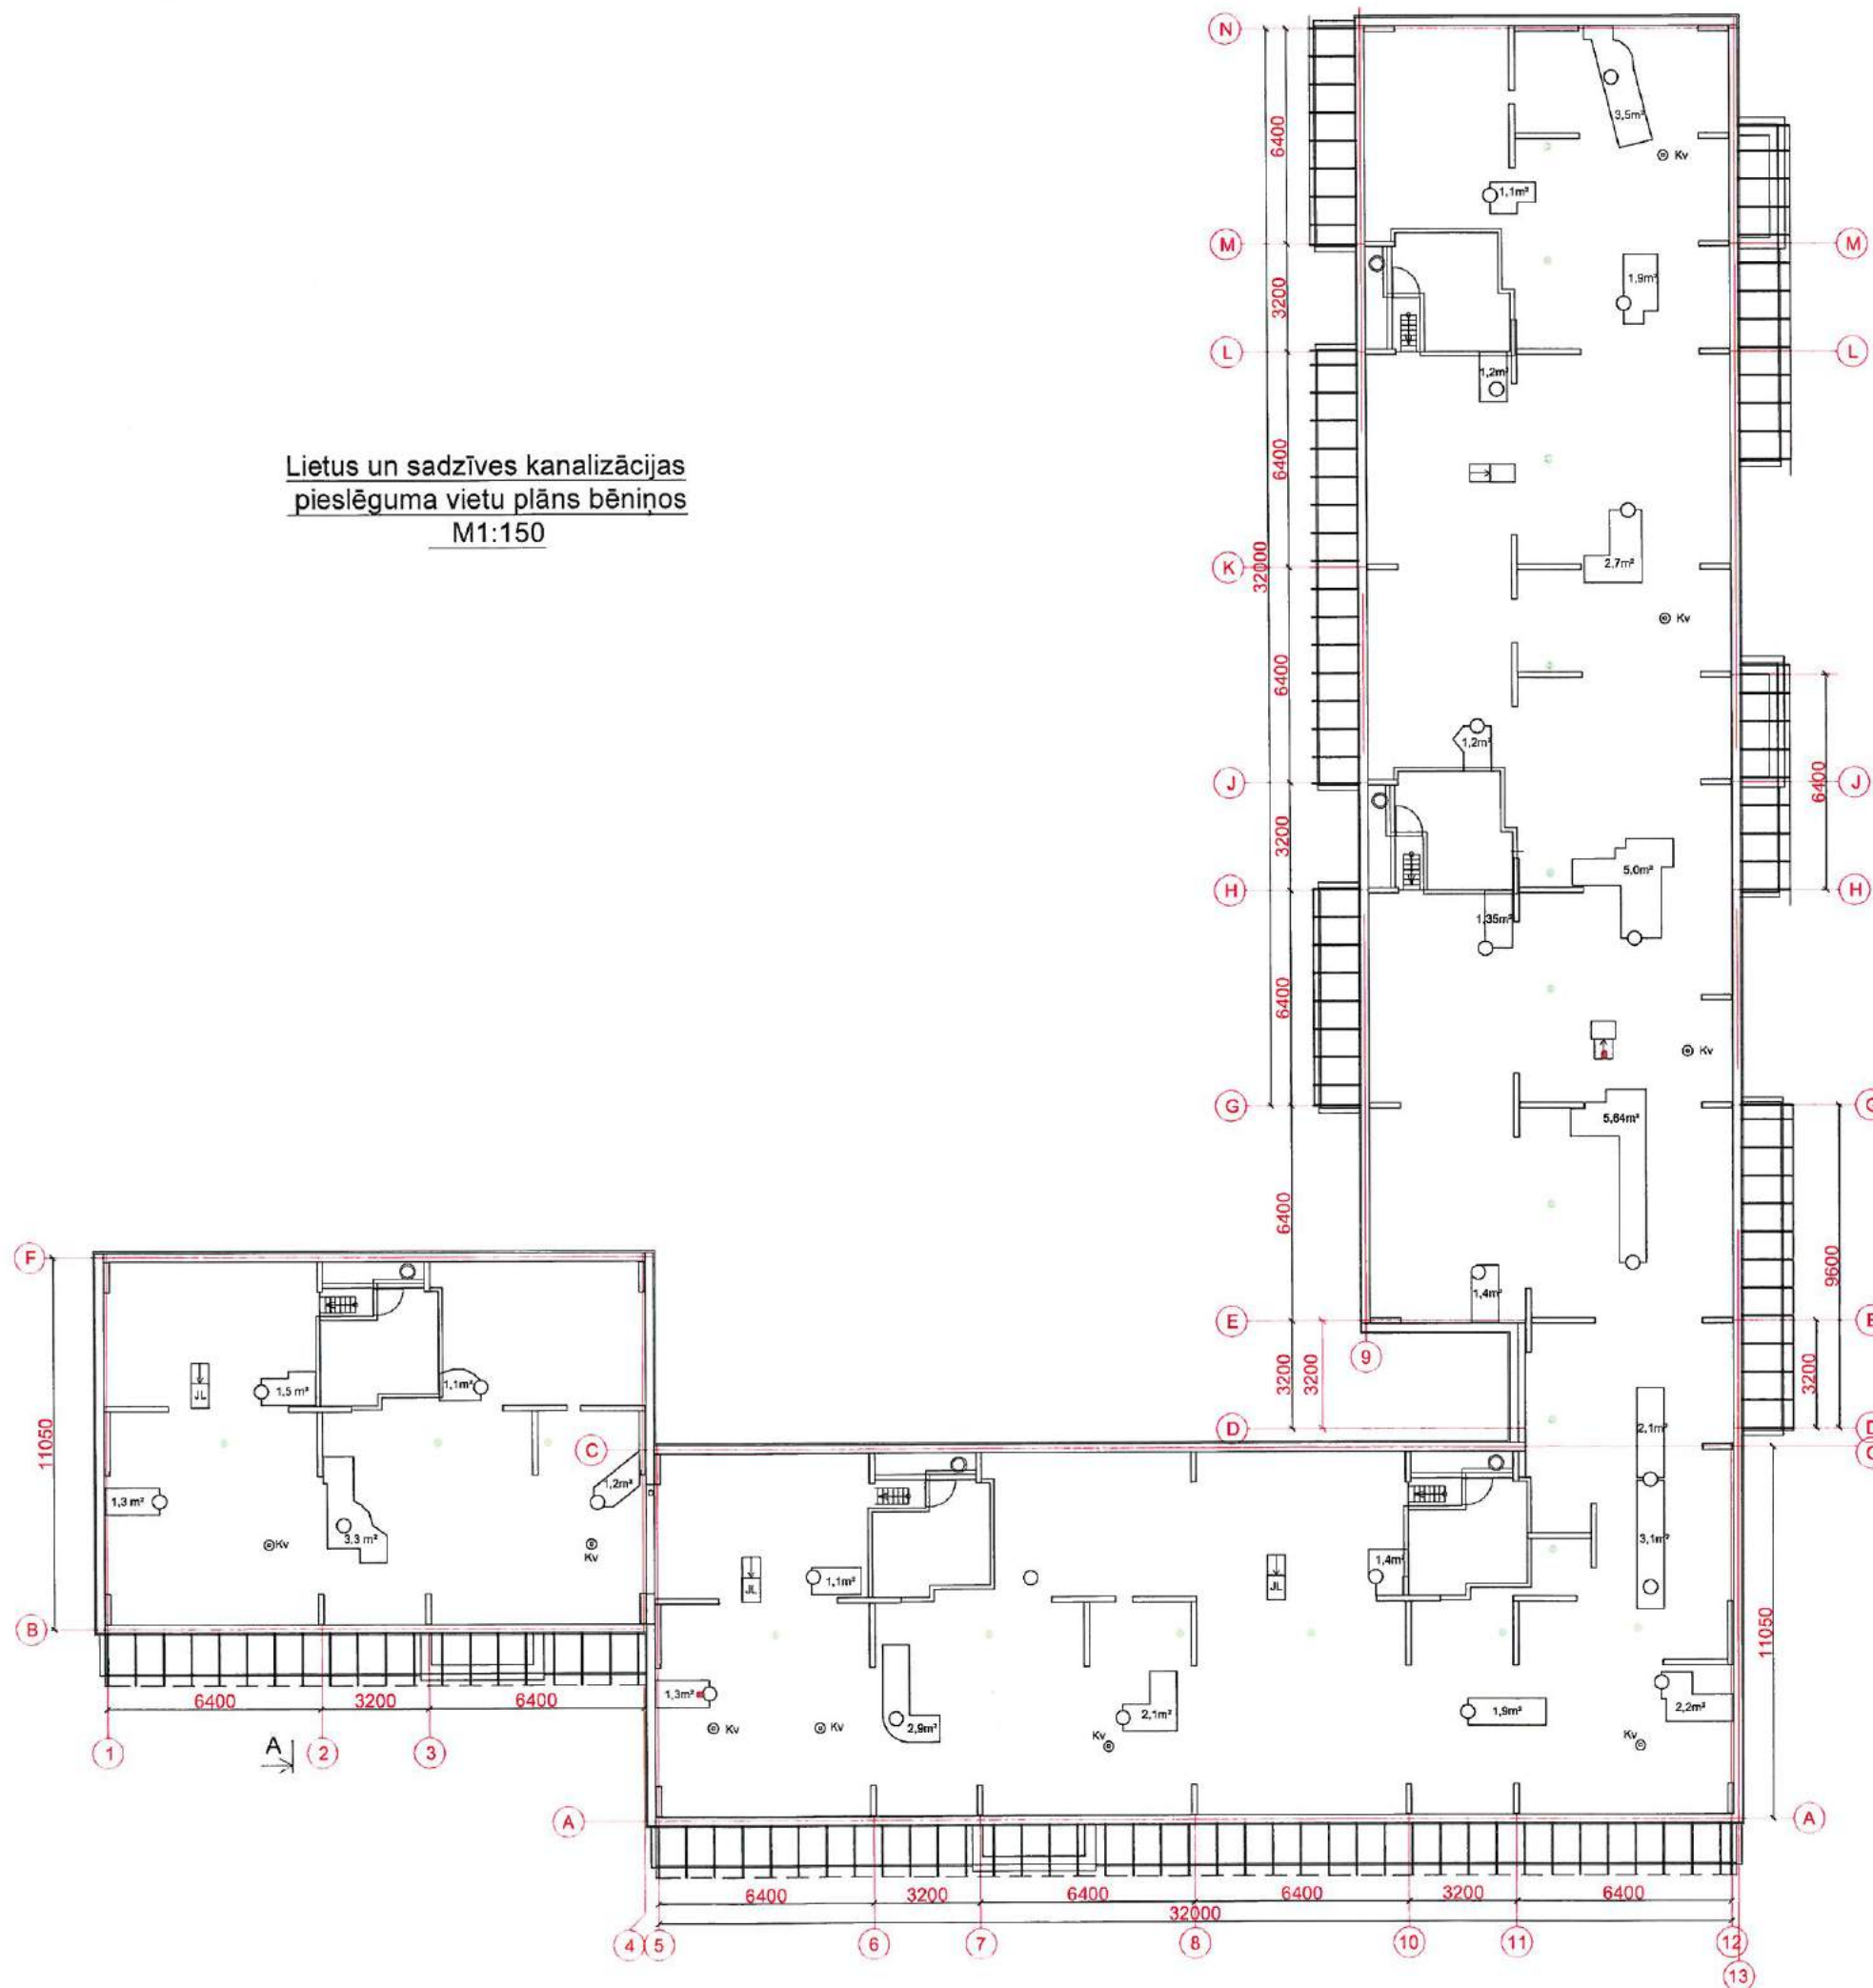 N
6400
3,5m²
Kv
1,1m²
M
M
1,9m²
3200
L
L
1,2m²
Lietus un sadzīves kanalizācijas
pieslēguma vietu plāns bēniņos
M1:150
6400
K
32000
2,7m²
Kv
6400
1,2m²
J
6400
J
3200
5,0m²
H
H
1,35m²
6400
Kv
G
5,64m²
6400
F
9600
1,4m²
E
3200
3200
9
3200
1,5 m²
1,1m²
JL
D
2,1m²
11050
C
1,2m²
1,3 m²
3,3 m²
Kv
Kv
3,1m²
1,4m²
1,1m²
JL
JL
B
11050
6400
3200
6400
1,3m²
2,9m²
2,1m²
1,9m²
2,2m²
Kv
Kv
Kv
Kv
1
A
2
3
A
A
6400
3200
6400
6400
3200
6400
32000
4
5
6
7
8
10
11
12
13